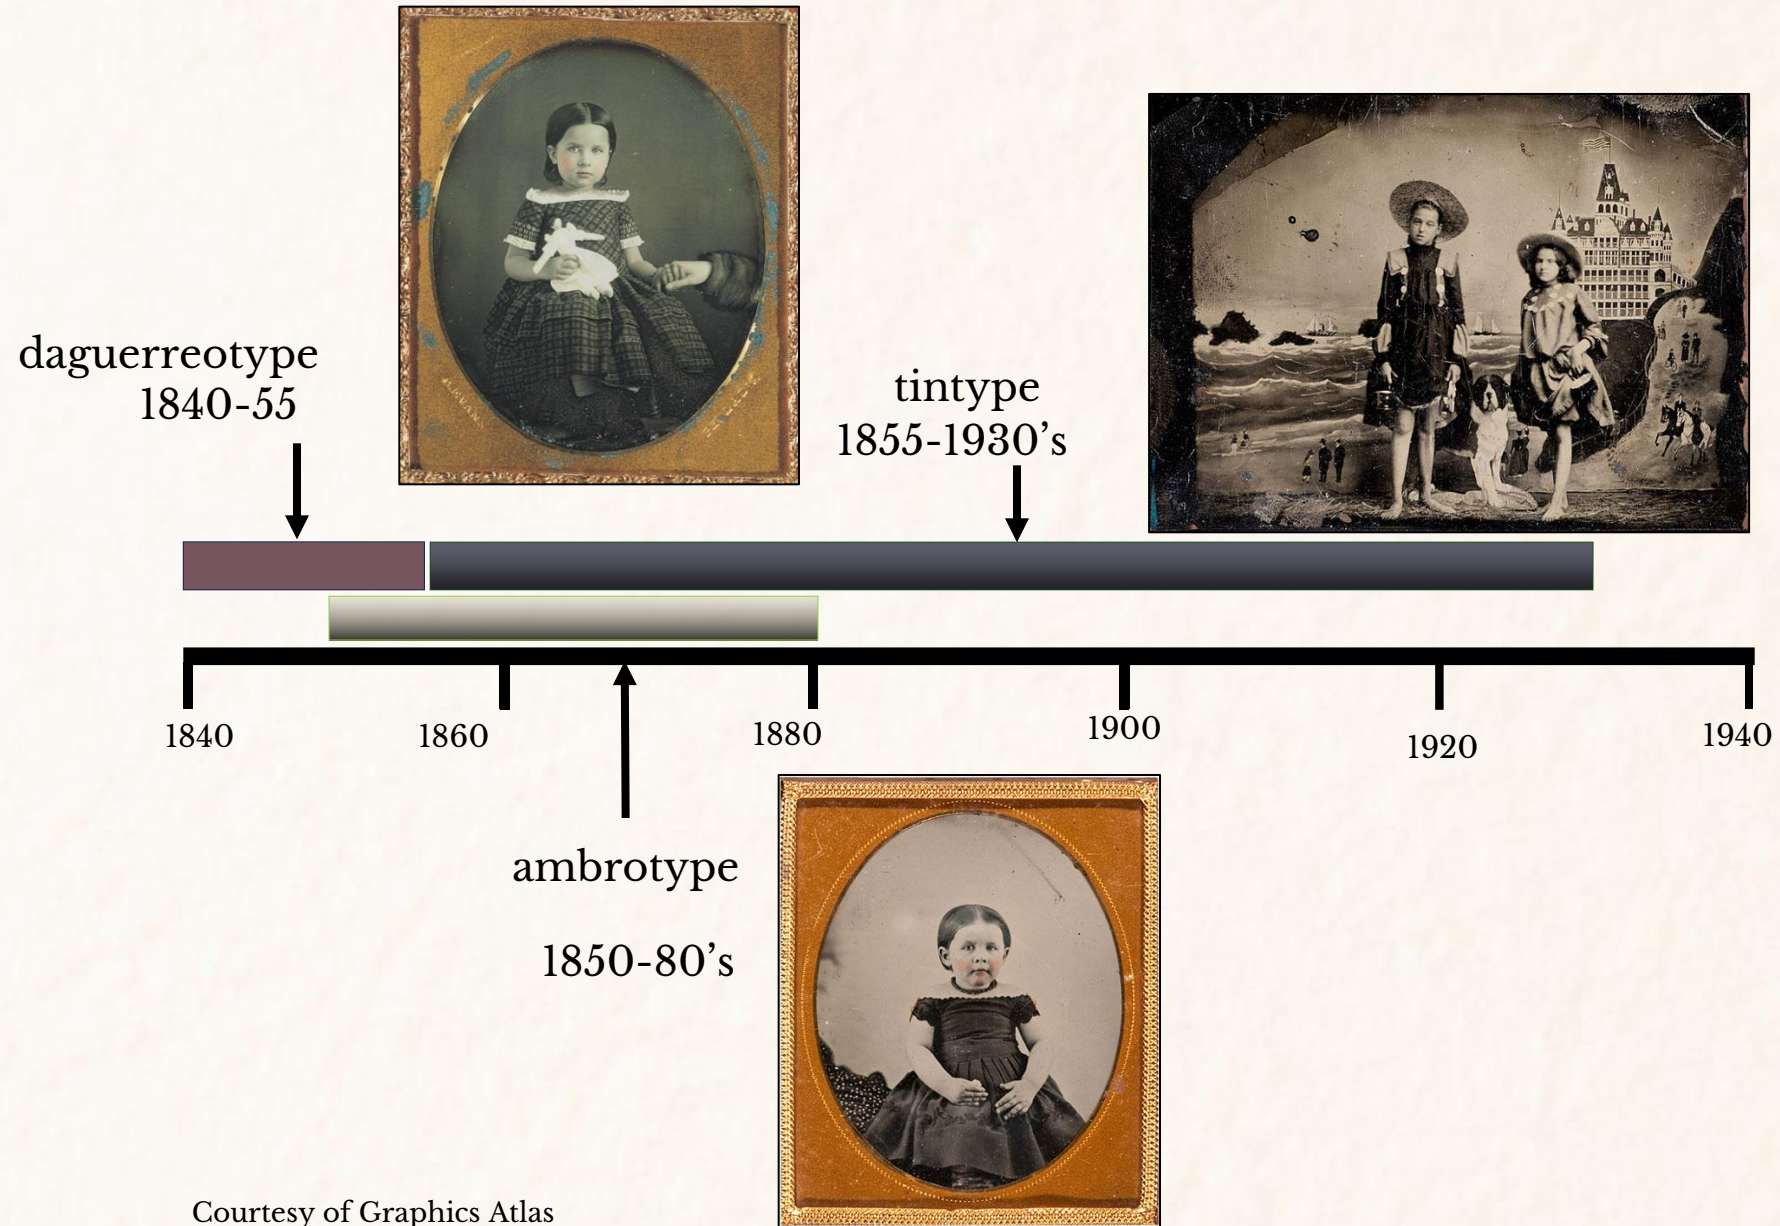 daguerreotype
1840-55
tintype
1855-1930’s
1840
1860
1880
1900
1920
1940
ambrotype
1850-80’s
Courtesy of Graphics Atlas